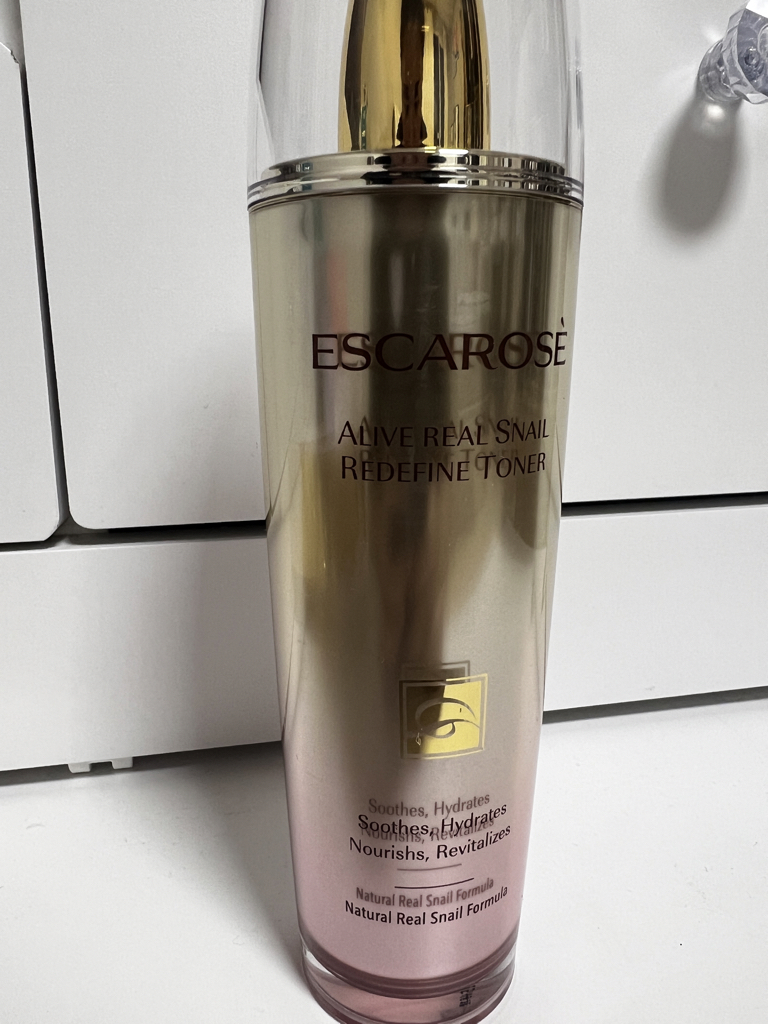 ESCAROSÈ
ALIVE REAL SNAIL
REDEFINE TONER
Soothes, Hydrates
Nourishs, Revitalizes
Natural Real Snail Formula